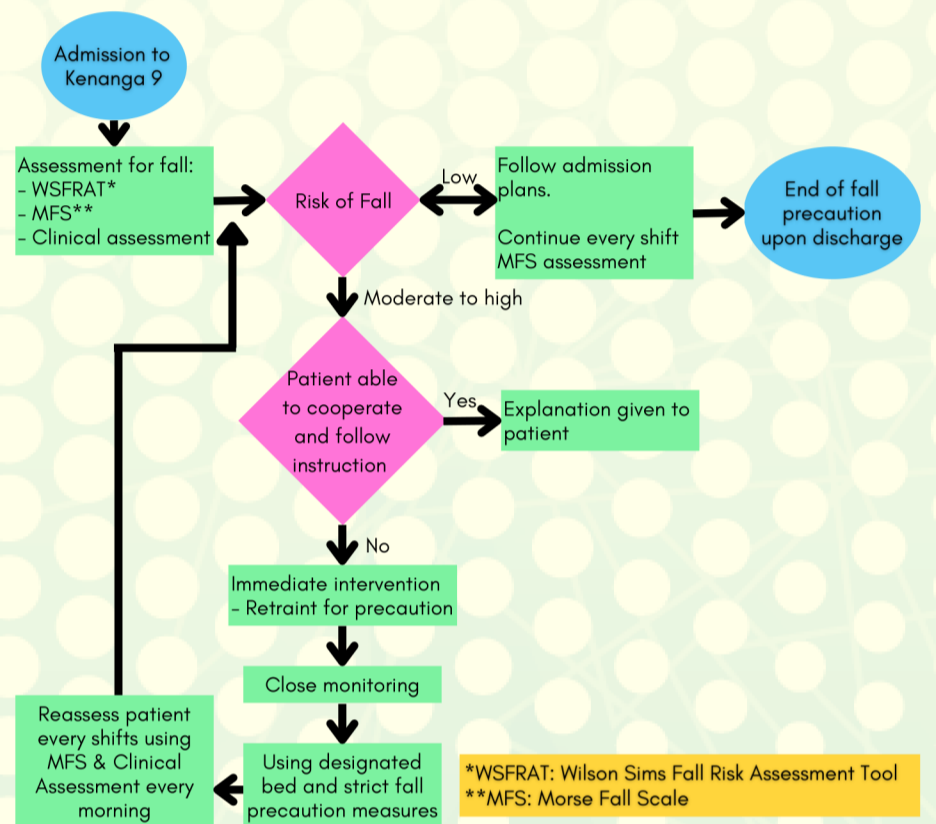 Admission to
Kenanga 9
Assessment for fall:
- WSFRAT*
- MFS**
- Clinical assessment
Risk of Fall
Low
Follow admission
plans.
Continue every shift
MFS assessment
End of fall
precaution
upon discharge
Moderate to high
Patient able
to cooperate
and follow
instruction
Yes
Explanation given to
patient
No
Immediate intervention
- Retraint for precaution
Close monitoring
Using designated
bed and strict fall
precaution measures
Reassess patient
every shifts using
MFS & Clinical
Assessment every
morning
*WSFRAT: Wilson Sims Fall Risk Assessment Tool
**MFS: Morse Fall Scale